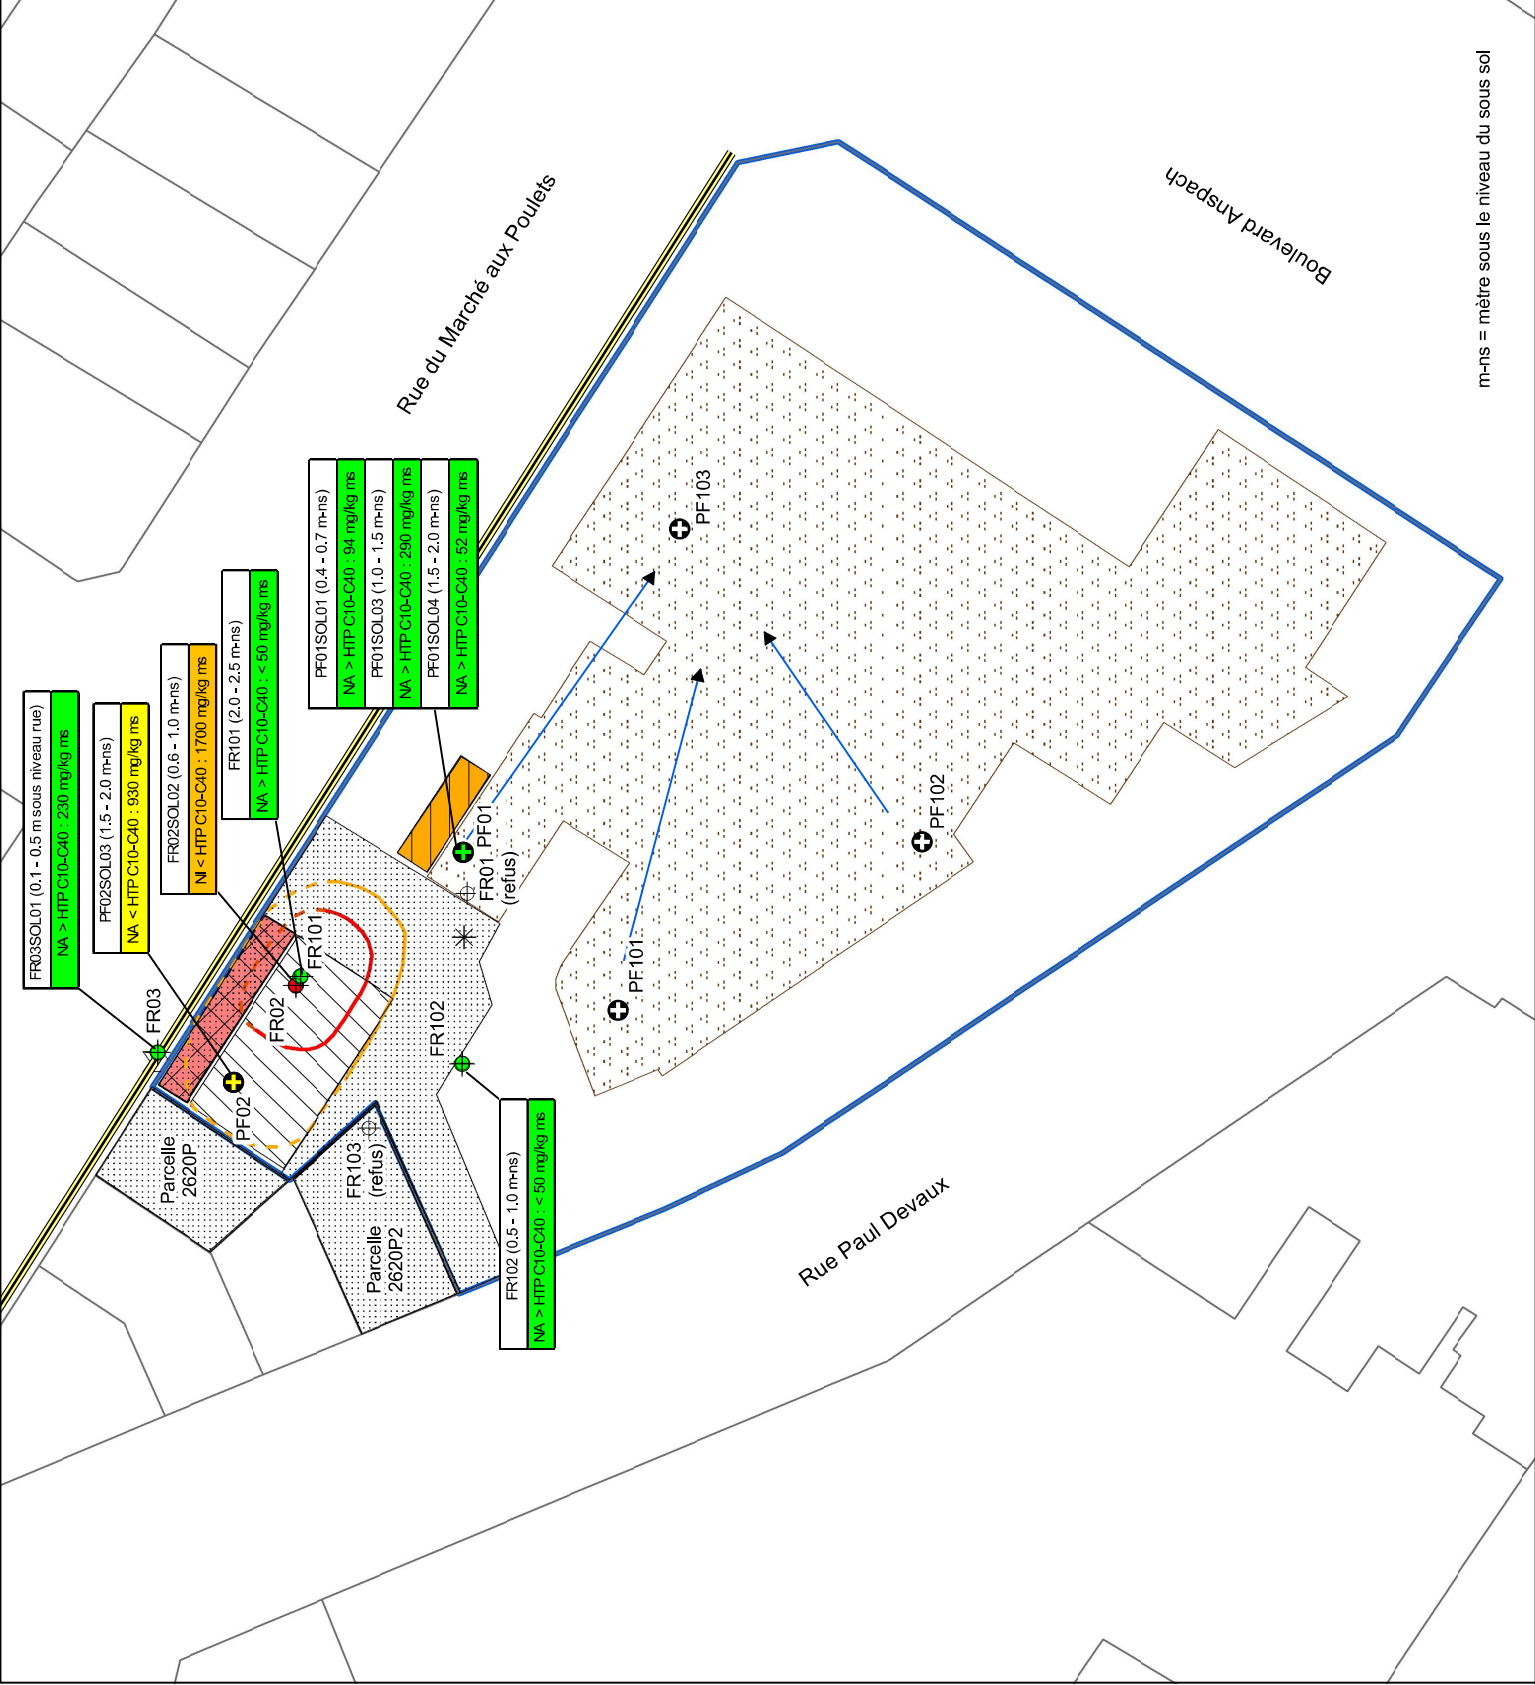 FR03SOL01 (0.1 - 0.5 m sous niveau rue)
NA > HTP C10-C40 : 230 mg/kg ms
PF02SOL03 (1.5 - 2.0 m-ns)
NA < HTP C10-C40 : 930 mg/kg ms
FR02SOL02 (0.6 - 1.0 m-ns)
NI < HTP C10-C40 : 1700 mg/kg ms
FR101 (2.0 - 2.5 m-ns)
NA > HTP C10-C40 : < 50 mg/kg ms
PF01SOL01 (0.4 - 0.7 m-ns)
NA > HTP C10-C40 : 94 mg/kg ms
PF01SOL03 (1.0 - 1.5 m-ns)
NA > HTP C10-C40 : 290 mg/kg ms
PF01SOL04 (1.5 - 2.0 m-ns)
NA > HTP C10-C40 : 52 mg/kg ms
Rue du Marché aux Poulets
Boulevard Anspach
m-ns = mètre sous le niveau du sous sol
FR03
PF02
FR02
FR101
Parcelle
2620P
FR103
(refus)
Parcelle
2620P2
FR102
FR01
(refus)
PF01
PF101
PF103
PF102
FR102 (0.5 - 1.0 m-ns)
NA > HTP C10-C40 : < 50 mg/kg ms
Rue Paul Devaux